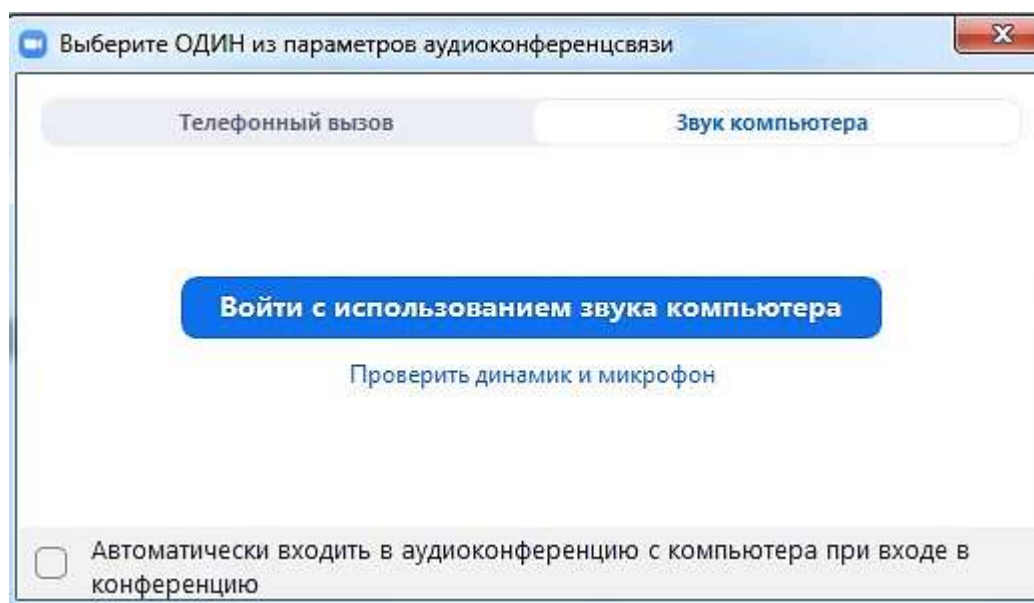 Выберите ОДИН из параметров аудиоконференцсвязи
Телефонный вызов
Звук компьютера
Войти с использованием звука компьютера
Проверить динамик и микрофон
Автоматически входить в аудиоконференцию с компьютера при входе в
конференцию